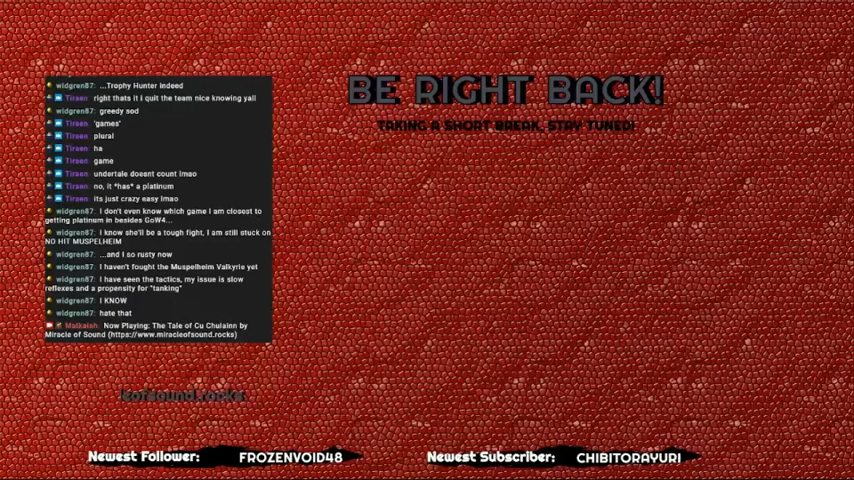 widgren87: ...Trophy Hunter indeed
Tirsen: right thats it i quit the team nice knowing yall
widgren87: greedy sod
Tirsen: 'games'
Tirsen: plural
Tirsen: ha
Tirsen: game
Tirsen: undertale doesnt count lmao
Tirsen: no, it *has* a platinum
Tirsen: its just crazy easy lmao
widgren87: I don't even know which game I am closest to
getting platinum in besides GoW4...
widgren87: I know she'll be a tough fight, I am still stuck on
NO HIT MUSPELHEIM
widgren87: ...and I so rusty now
widgren87: I haven't fought the Muspelheim Valkyrie yet
widgren87: I have seen the tactics, my issue is slow
reflexes and a propensity for "tanking"
widgren87: I KNOW
widgren87: hate that
Malkaish: Now Playing: The Tale of Cu Chulainn by
Miracle of Sound (https://www.miracleofsound.rocks)
BE RIGHT BACK!
TAKING A SHORT BREAK, STAY TUNED!
leofsound.rocks
Newest Follower: FROZENVOID48
Newest Subscriber: CHIBITORAYURI